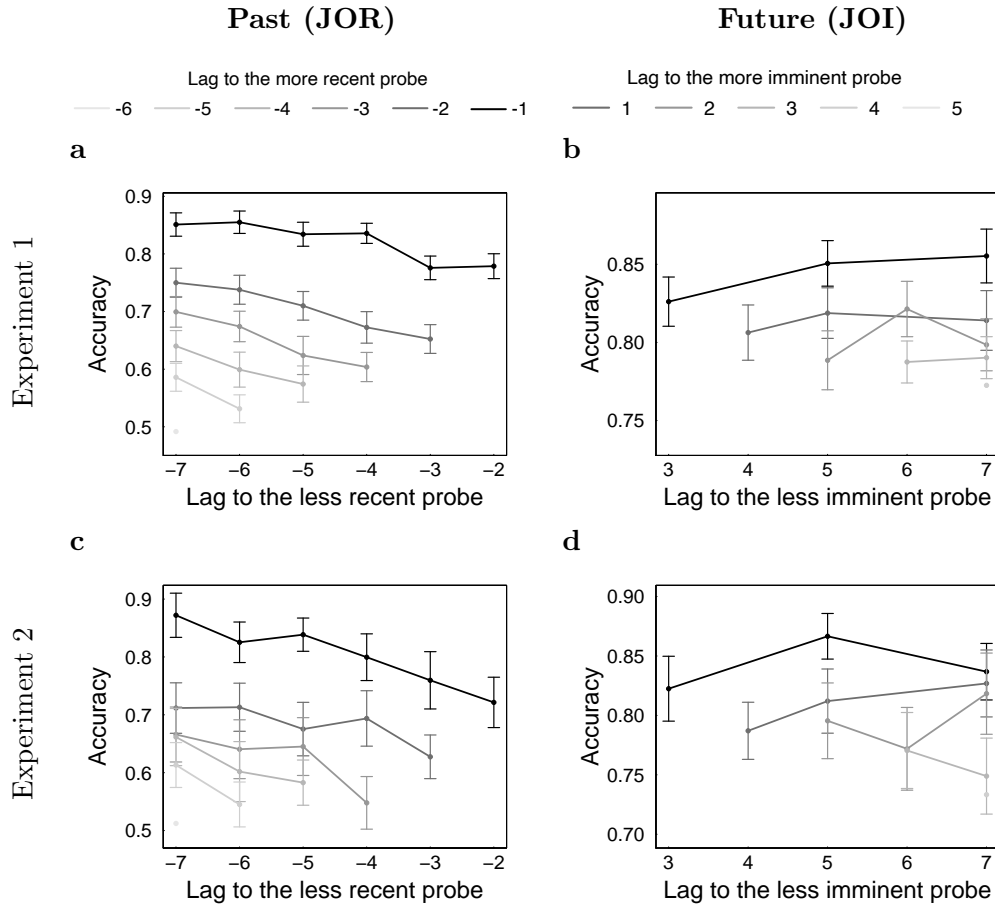 Past (JOR)
Future (JOI)
Lag to the more recent probe
-6 -5 -4 -3 -2 -1
Lag to the more imminent probe
1 2 3 4 5
a
b
Experiment 1
Accuracy
0.9
0.8
0.7
0.6
0.5
−7 −6 −5 −4 −3 −2
Lag to the less recent probe
Accuracy
0.85
0.80
0.75
3 4 5 6 7
Lag to the less imminent probe
c
d
Experiment 2
Accuracy
0.9
0.8
0.7
0.6
0.5
−7 −6 −5 −4 −3 −2
Lag to the less recent probe
Accuracy
0.90
0.85
0.80
0.75
0.70
3 4 5 6 7
Lag to the less imminent probe